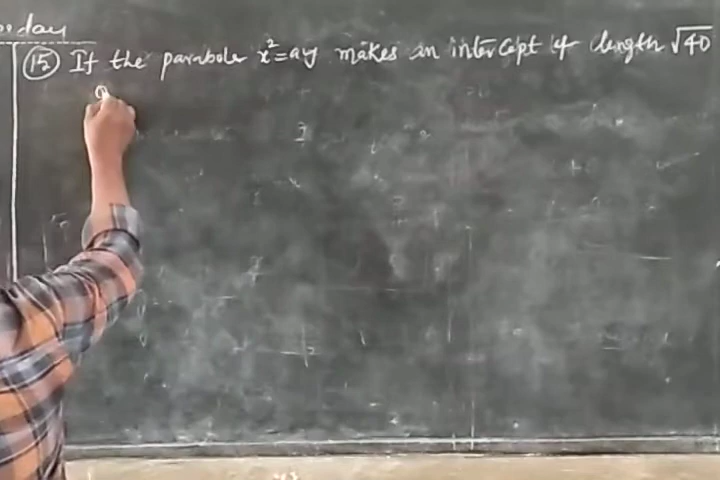 day
(15) If the parabola x²=ay makes an intercept of length √40
o